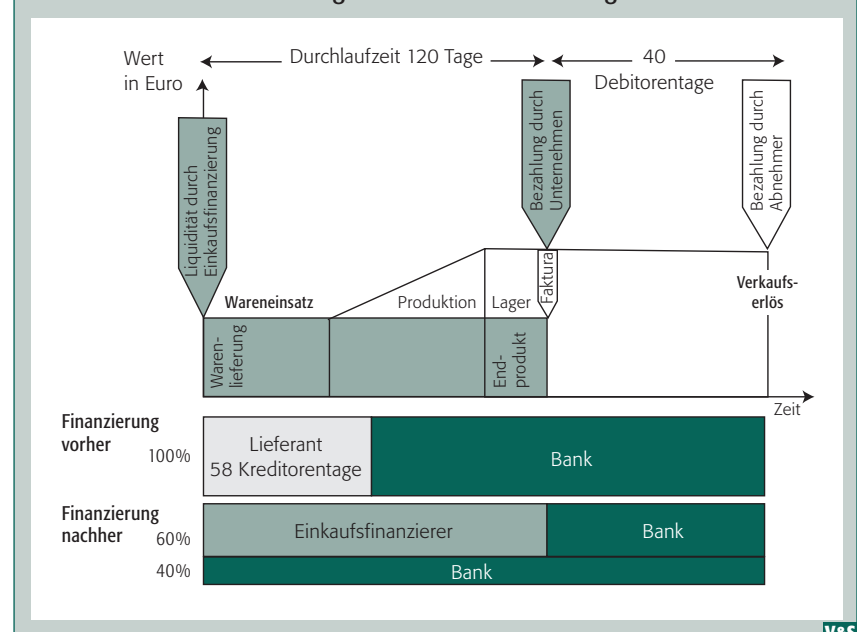 Wert
in Euro
Durchlaufzeit 120 Tage
40
Debitorentage
Liquidität durch
Einkaufsfinanzierung
Bezahlung durch
Unternehmen
Bezahlung durch
Abnehmer
Wareneinsatz
Produktion
Lager
Faktura
Verkaufs-
erlös
Waren-
lieferung
End-
produkt
Zeit
Finanzierung
vorher
100%
Lieferant
58 Kreditorentage
Bank
Finanzierung
nachher
60%
Einkaufsfinanzierer
Bank
40%
Bank